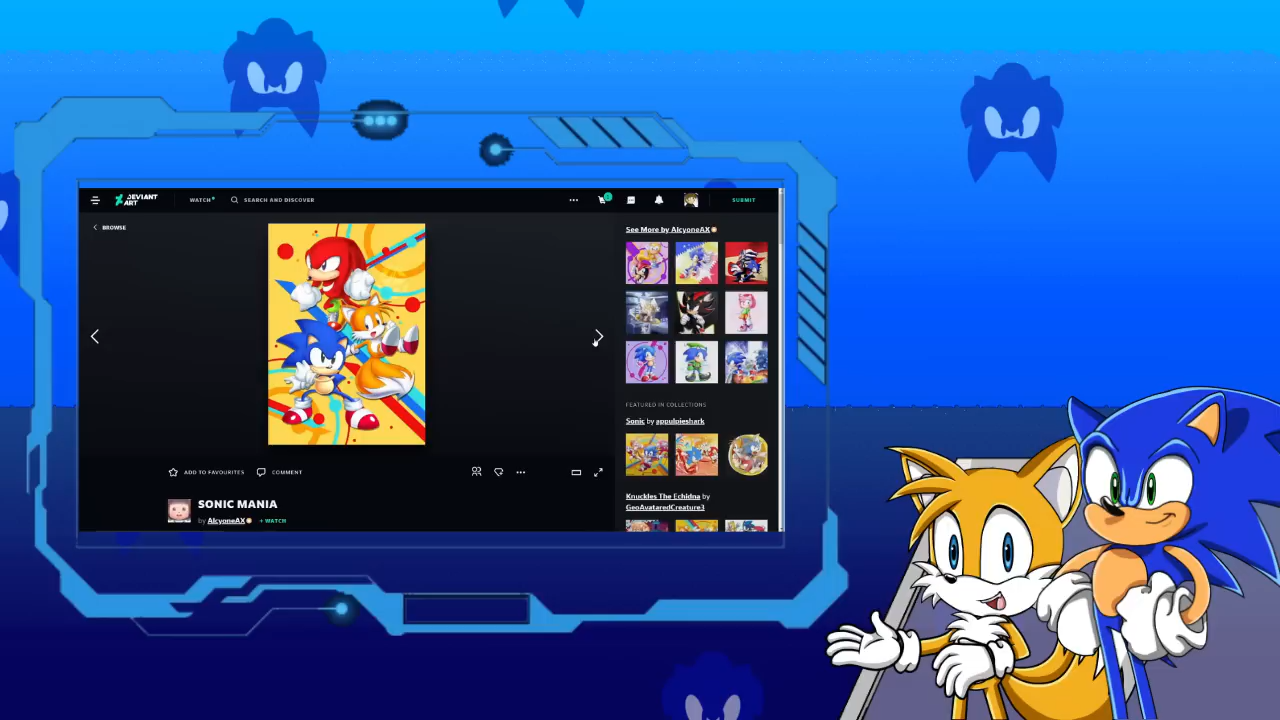 DEVIANT
ART
WATCH
SEARCH AND DISCOVER
SUBMIT
BROWSE
ADD TO FAVOURITES
COMMENT
SONIC MANIA
by AlcyoneAX
+ WATCH
See More by AlcyoneAX
FEATURED IN COLLECTIONS
Sonic by appulpieshark
Knuckles The Echidna by
GeoAvataredCreature3